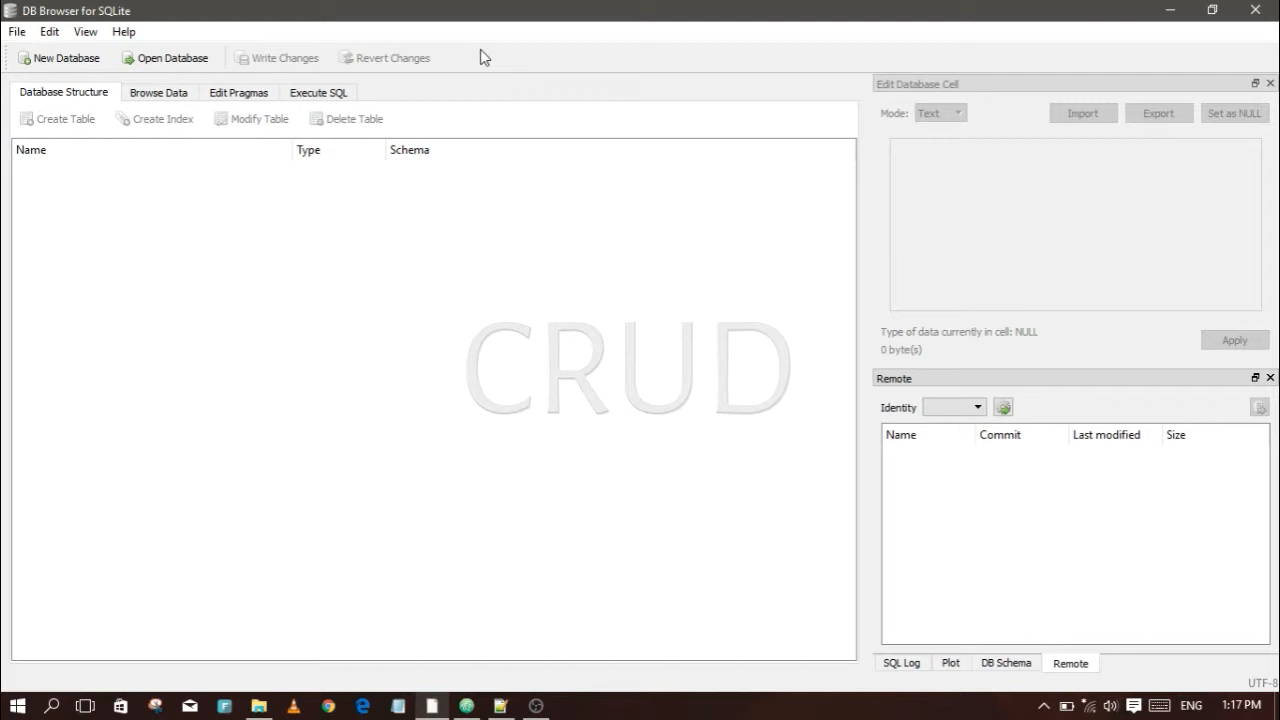 DB Browser for SQLite
File Edit View Help
New Database Open Database Write Changes Revert Changes
Database Structure Browse Data Edit Pragmas Execute SQL
Create Table Create Index Modify Table Delete Table
Name Type Schema
CRUD
Edit Database Cell
Mode: Text Import Export Set as NULL
Type of data currently in cell: NULL
0 byte(s)
Apply
Remote
Identity
Name Commit Last modified Size
SQL Log Plot DB Schema Remote
UTF-8
ENG 1:17 PM